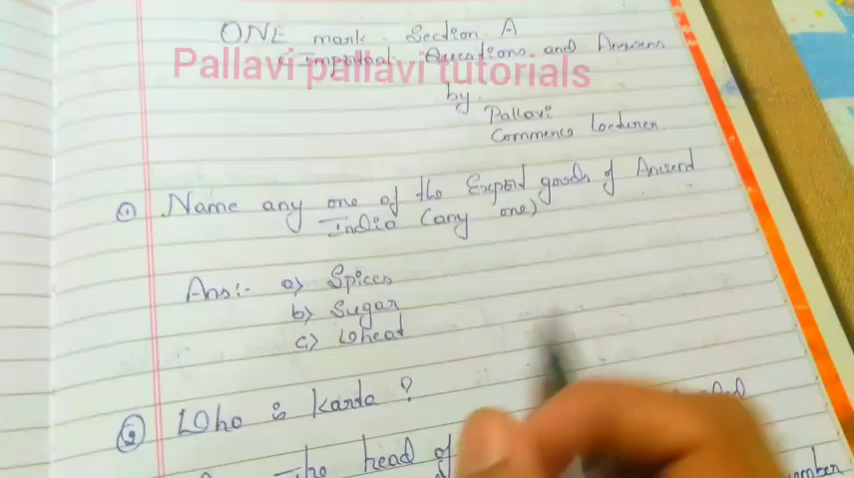 ONE mark Section A
Important Questions and Answers
Pallavi pallavi tutorials
by
Pallavi
Commerce Lecturer
① Name any one of the Export goods of Ancient
India (any one)
Ans:- a) Spices
b) Sugar
c) Wheat
② Who is Karta ?
The head of